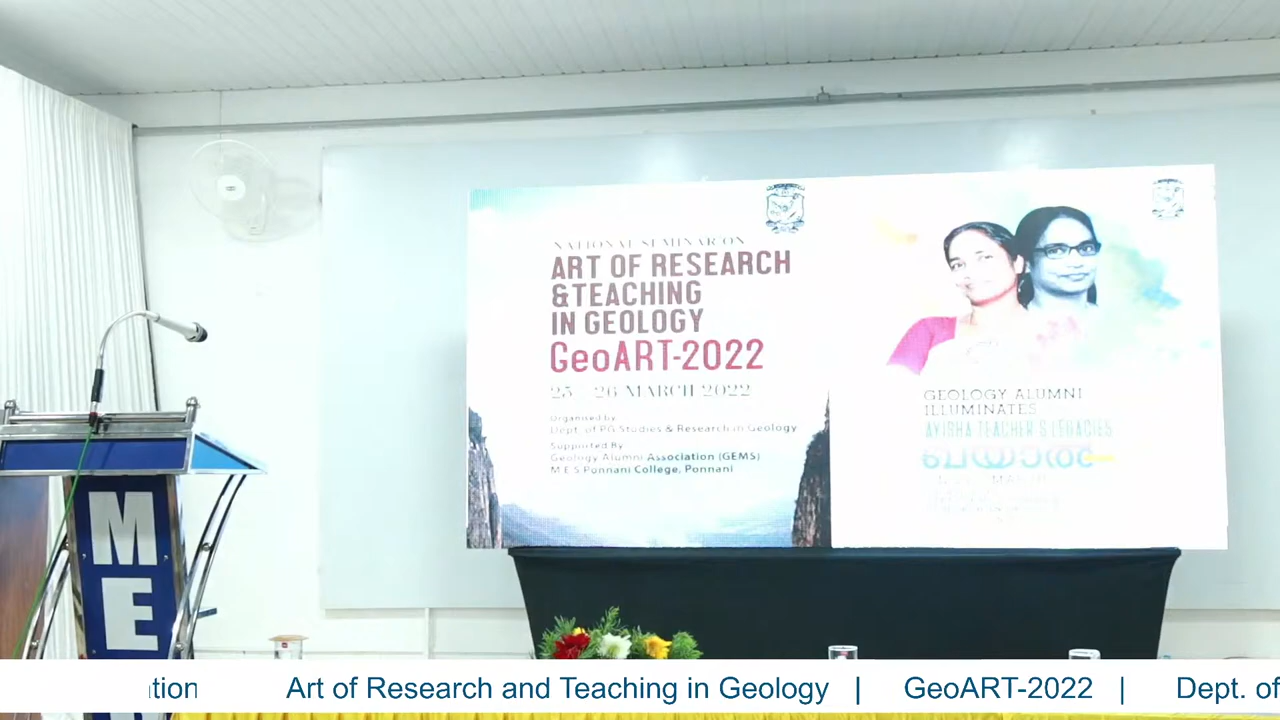 NATIONAL SEMINAR ON
ART OF RESEARCH
&TEACHING
IN GEOLOGY
GeoART-2022
25 - 26 MARCH 2022
Organised by:
Dept. of PG Studies & Research in Geology
Supported By
Geology Alumni Association (GEMS)
M E S Ponnani College, Ponnani
GEOLOGY ALUMNI
ILLUMINATES
AYISHA TEACHER'S LEGACIES
M
E
tion Art of Research and Teaching in Geology | GeoART-2022 | Dept. of